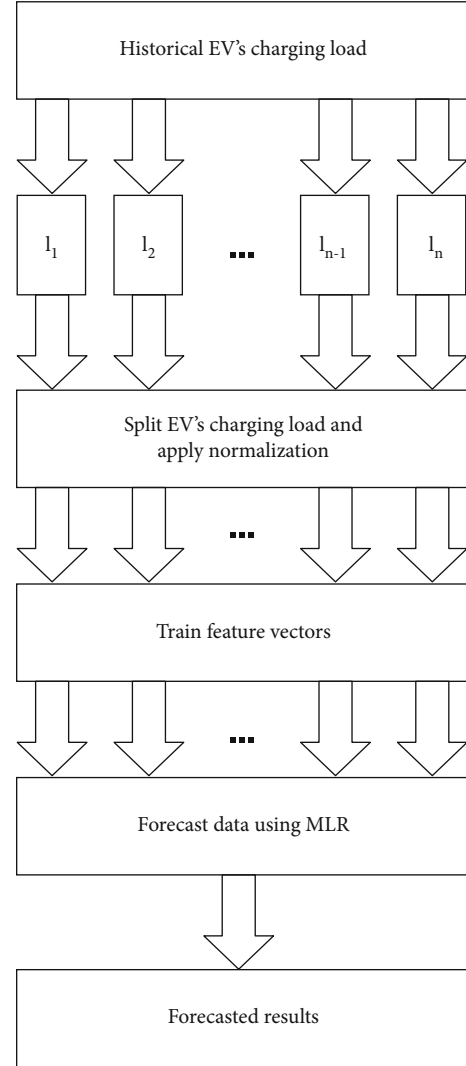 Historical EV's charging load
l₁ l₂ ... lₙ₋₁ lₙ
Split EV's charging load and
apply normalization
...
Train feature vectors
...
Forecast data using MLR
Forecasted results